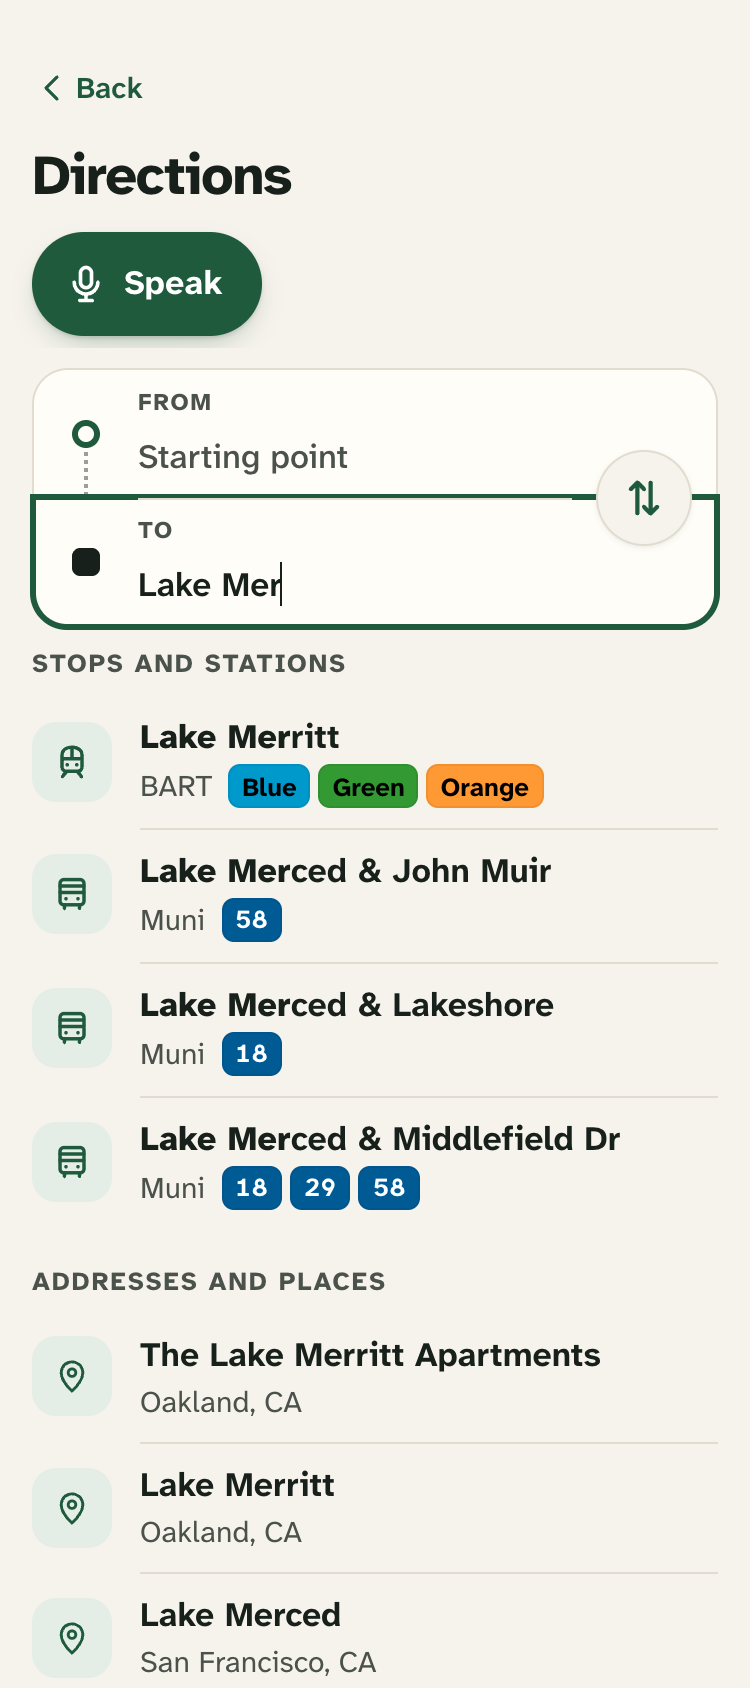 Back
Directions
Speak
FROM
Starting point
TO
Lake Mer
STOPS AND STATIONS
Lake Merritt
BART Blue Green Orange
Lake Merced & John Muir
Muni 58
Lake Merced & Lakeshore
Muni 18
Lake Merced & Middlefield Dr
Muni 18 29 58
ADDRESSES AND PLACES
The Lake Merritt Apartments
Oakland, CA
Lake Merritt
Oakland, CA
Lake Merced
San Francisco, CA